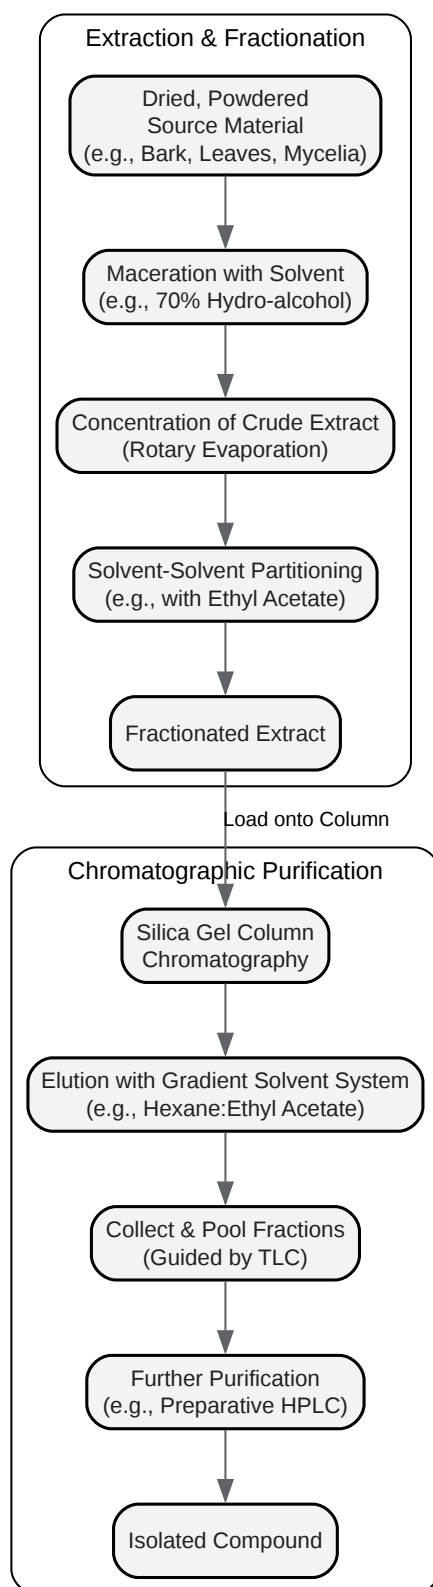 Extraction & Fractionation
Dried, Powdered
Source Material
(e.g., Bark, Leaves, Mycelia)
Maceration with Solvent
(e.g., 70% Hydro-alcohol)
Concentration of Crude Extract
(Rotary Evaporation)
Solvent-Solvent Partitioning
(e.g., with Ethyl Acetate)
Fractionated Extract
Load onto Column
Chromatographic Purification
Silica Gel Column
Chromatography
Elution with Gradient Solvent System
(e.g., Hexane:Ethyl Acetate)
Collect & Pool Fractions
(Guided by TLC)
Further Purification
(e.g., Preparative HPLC)
Isolated Compound